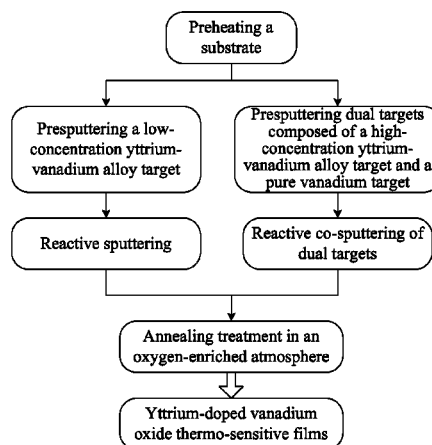 Preheating a
substrate
Presputtering a low-
concentration yttrium-
vanadium alloy target
Presputtering dual targets
composed of a high-
concentration yttrium-
vanadium alloy target and a
pure vanadium target
Reactive sputtering
Reactive co-sputtering of
dual targets
Annealing treatment in an
oxygen-enriched atmosphere
Yttrium-doped vanadium
oxide thermo-sensitive films